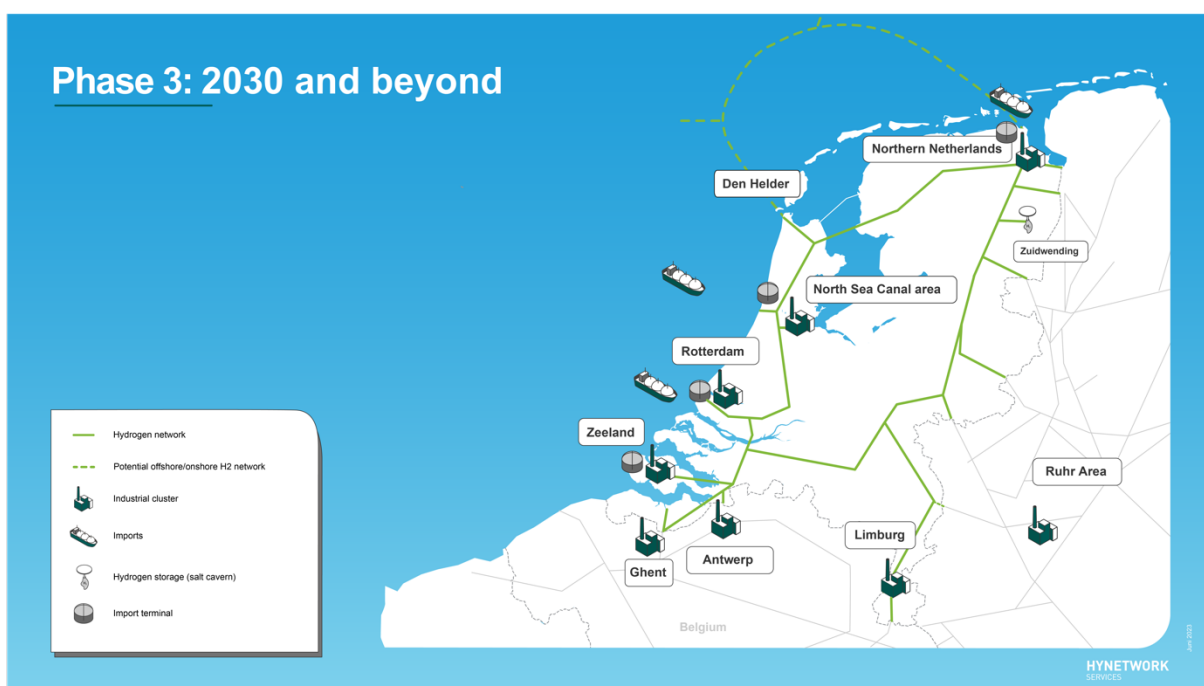 Phase 3: 2030 and beyond
Northern Netherlands
Den Helder
Zuidwending
North Sea Canal area
Rotterdam
Zeeland
Ruhr Area
Limburg
Antwerp
Ghent
Belgium
Hydrogen network
Potential offshore/onshore H2 network
Industrial cluster
Imports
Hydrogen storage (salt cavern)
Import terminal
Juni 2023
HYNETWORK
SERVICES